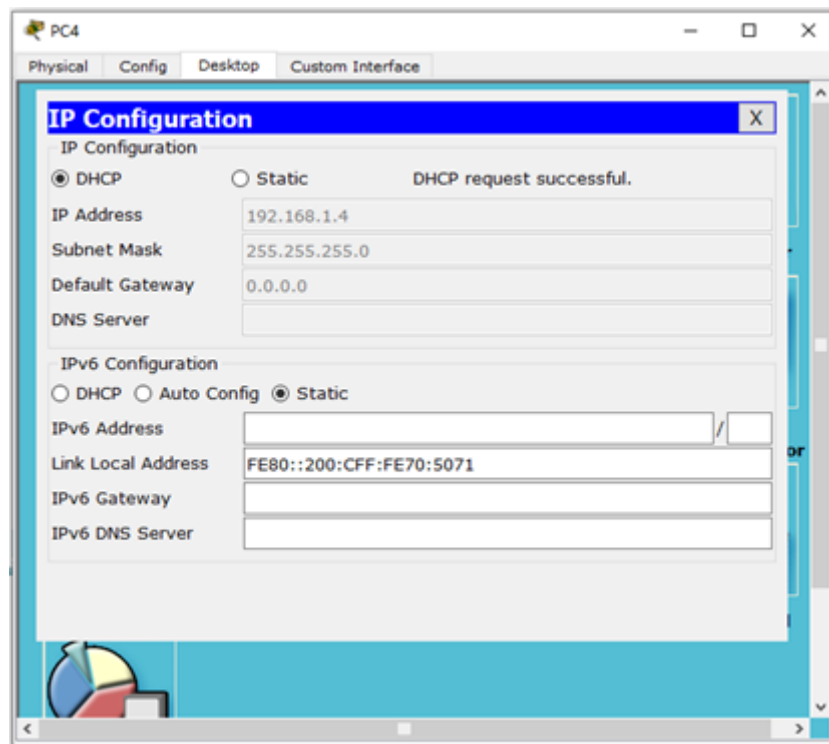 PC4
Physical Config Desktop Custom Interface
IP Configuration X
IP Configuration
DHCP Static DHCP request successful.
IP Address 192.168.1.4
Subnet Mask 255.255.255.0
Default Gateway 0.0.0.0
DNS Server
IPv6 Configuration
DHCP Auto Config Static
IPv6 Address /
Link Local Address FE80::200:CFF:FE70:5071
IPv6 Gateway
IPv6 DNS Server
or